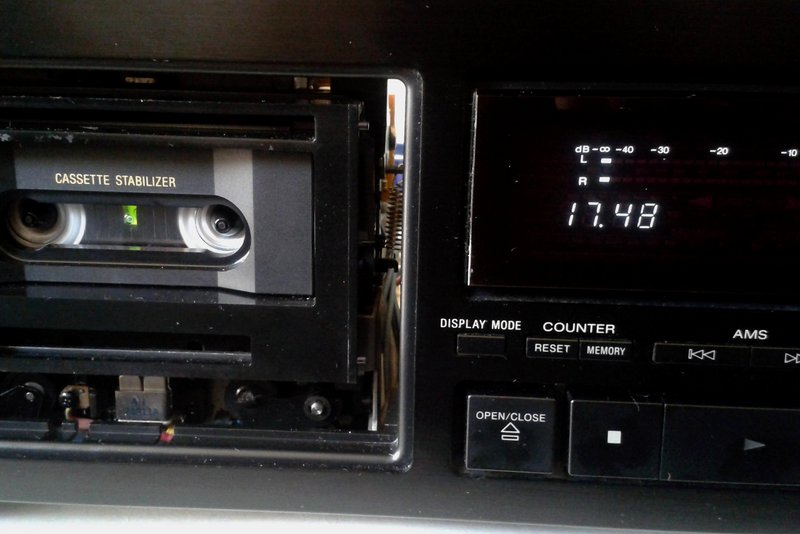 CASSETTE STABILIZER
dB -∞ -40 -30 -20 -10
L
R
17.48
DISPLAY MODE
COUNTER
RESET
MEMORY
AMS
OPEN/CLOSE